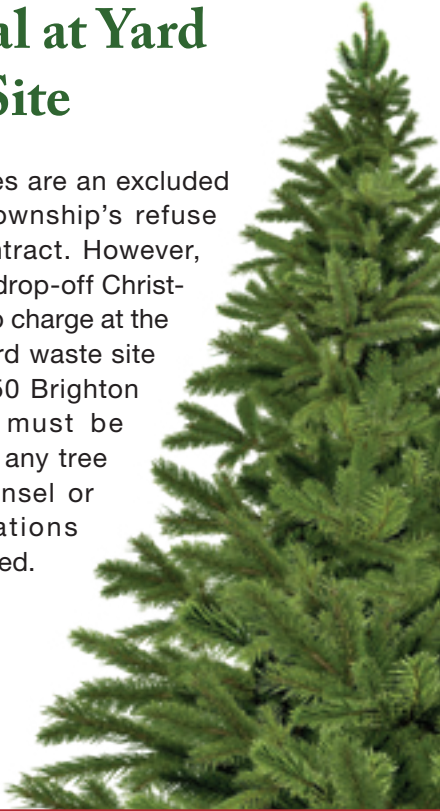 al at Yard
Site
es are an excluded
ownship's refuse
ntract. However,
drop-off Christ-
o charge at the
rd waste site
50 Brighton
must be
any tree
nsel or
ations
ed.